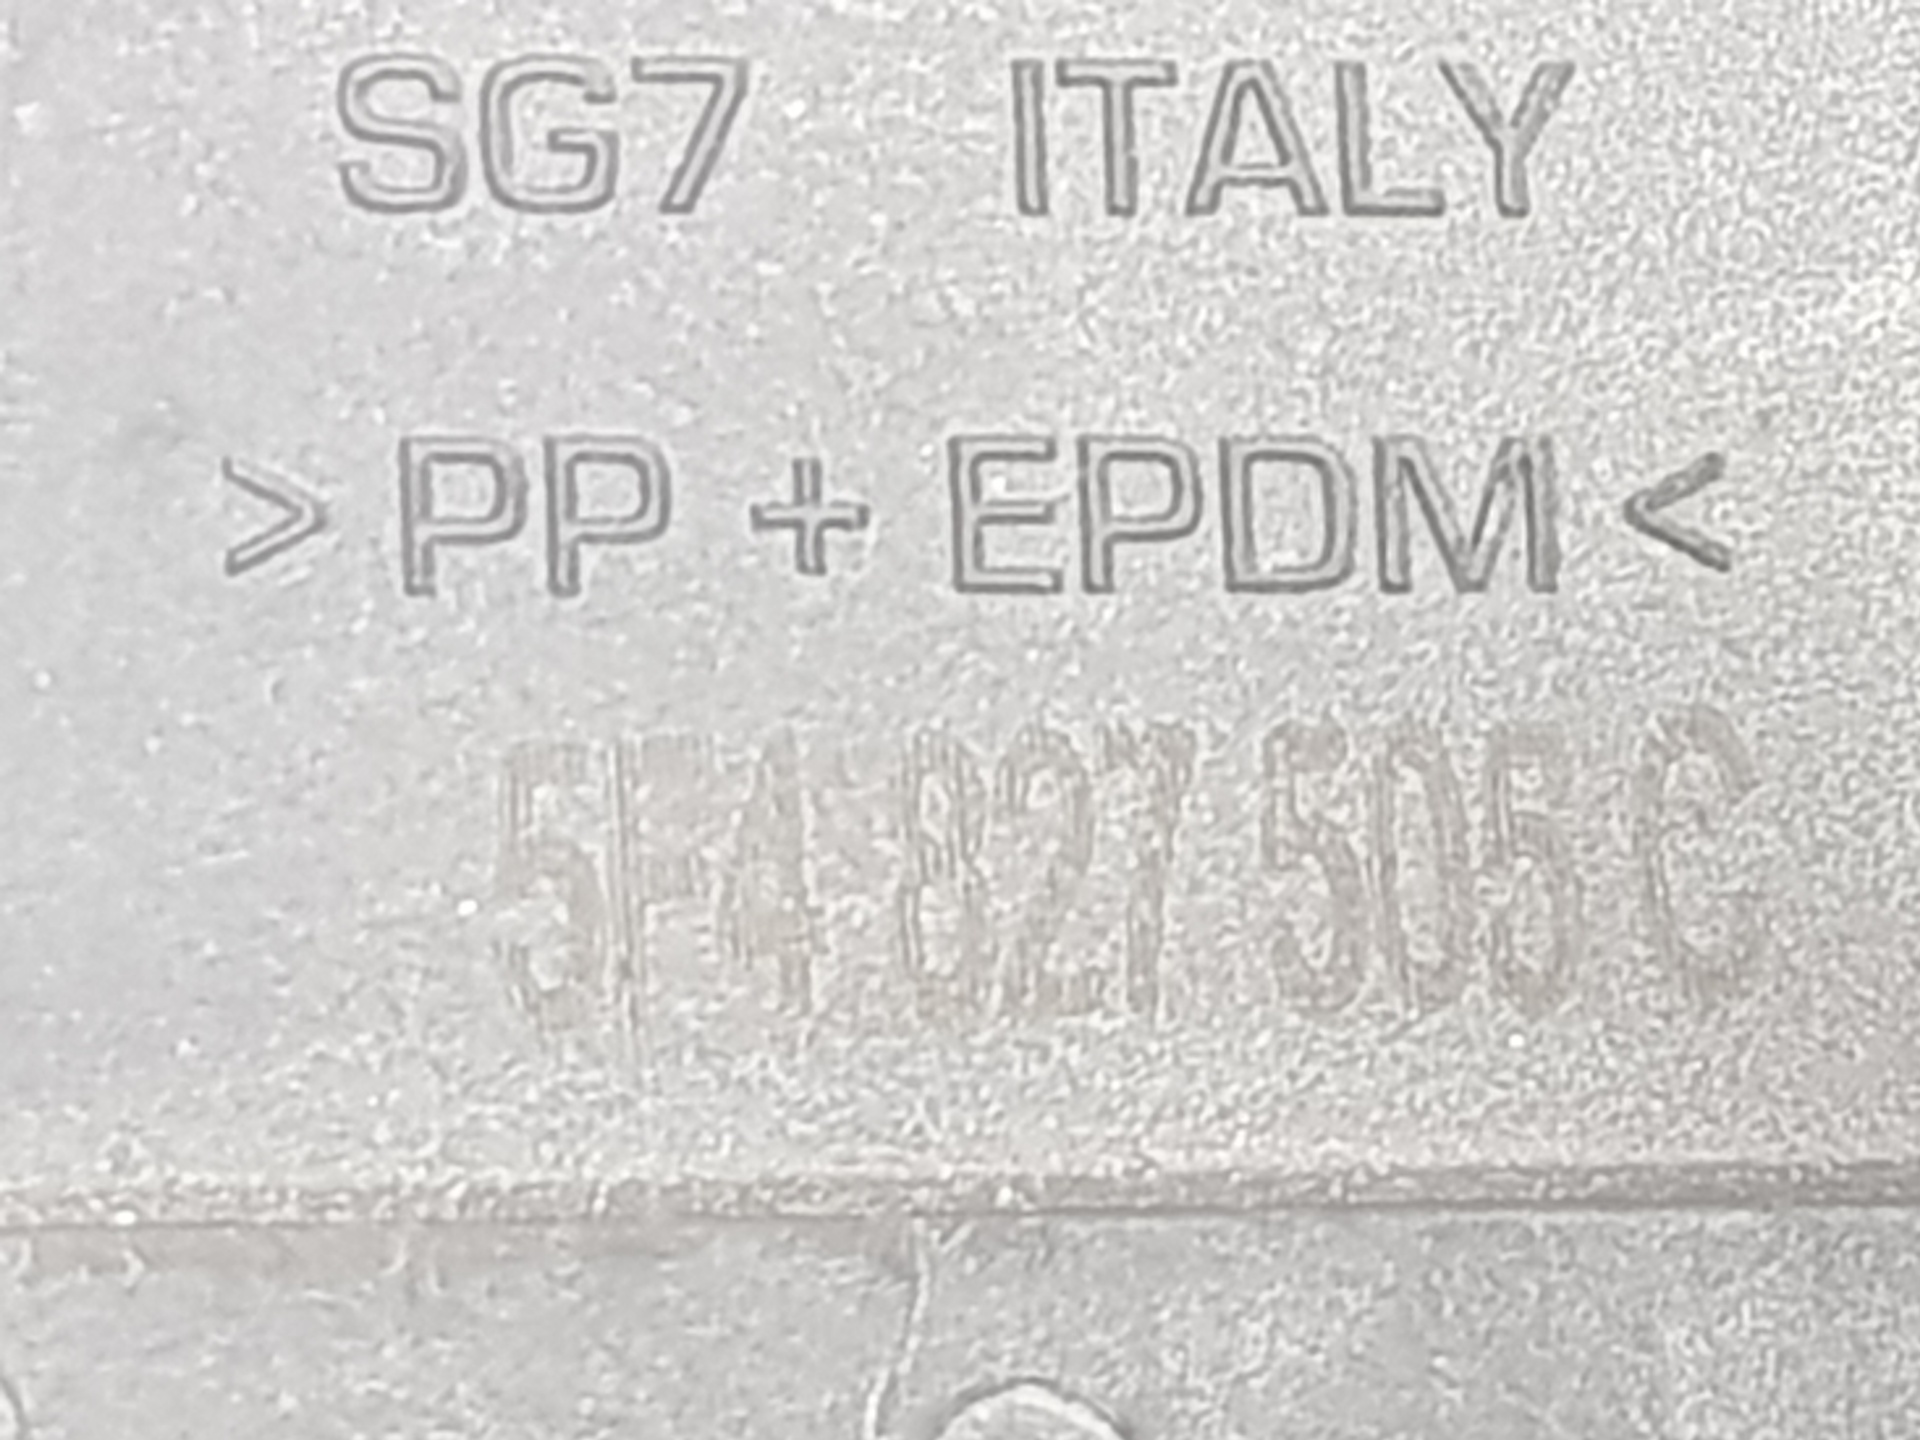 SG7 ITALY
>PP + EPDM<
5F4 827 505 C